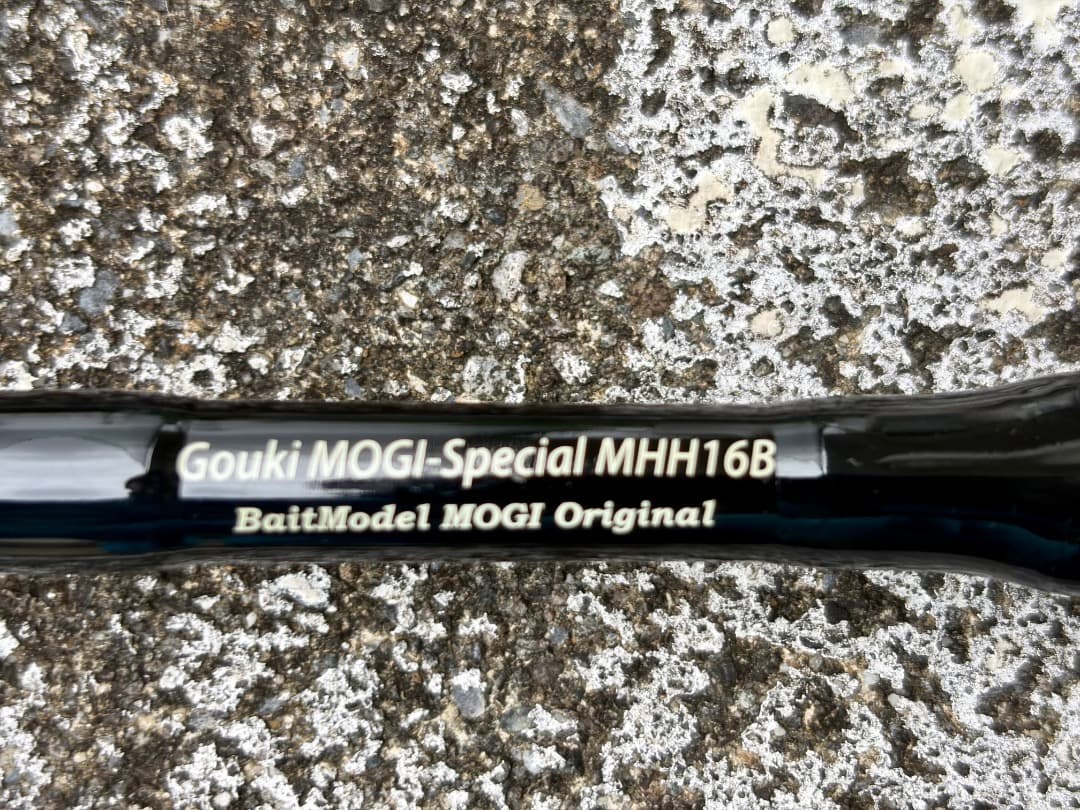 Gouki MOGI-Special MHH16B
BaitModel MOGI Original